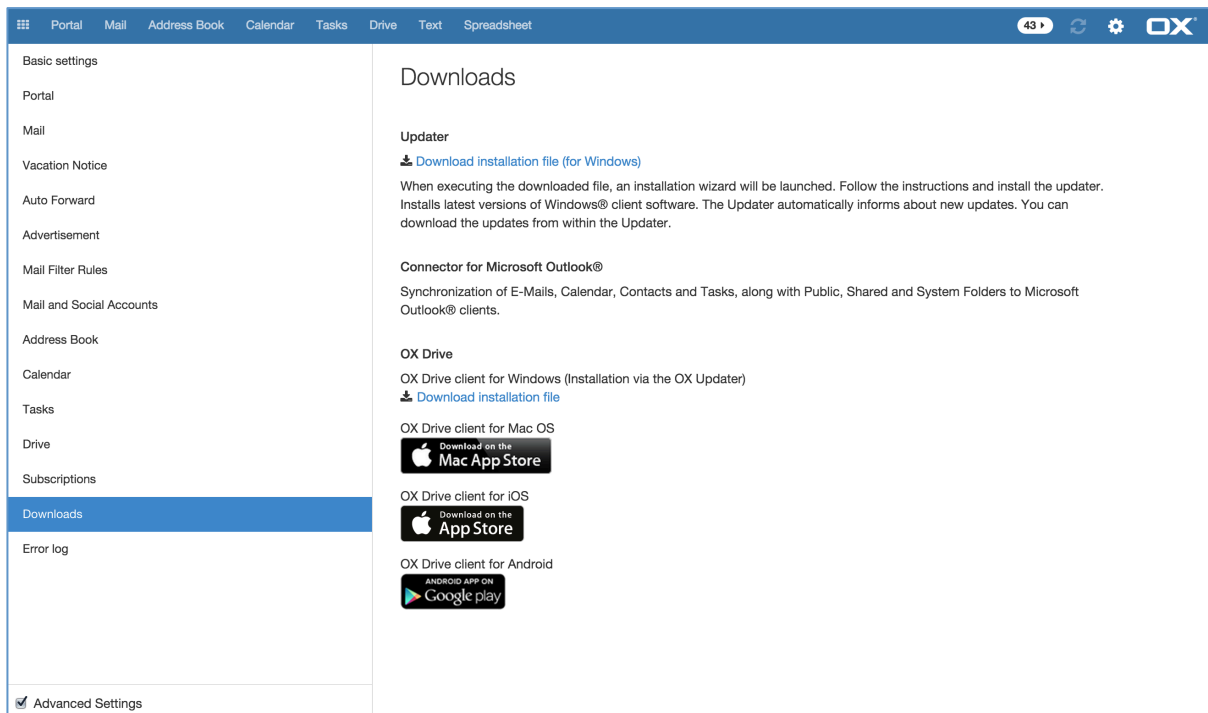 Portal Mail Address Book Calendar Tasks Drive Text Spreadsheet 43 OX
Basic settings
Portal
Mail
Vacation Notice
Auto Forward
Advertisement
Mail Filter Rules
Mail and Social Accounts
Address Book
Calendar
Tasks
Drive
Subscriptions
Downloads
Error log
Advanced Settings
Downloads
Updater
Download installation file (for Windows)
When executing the downloaded file, an installation wizard will be launched. Follow the instructions and install the updater.
Installs latest versions of Windows® client software. The Updater automatically informs about new updates. You can
download the updates from within the Updater.
Connector for Microsoft Outlook®
Synchronization of E-Mails, Calendar, Contacts and Tasks, along with Public, Shared and System Folders to Microsoft
Outlook® clients.
OX Drive
OX Drive client for Windows (Installation via the OX Updater)
Download installation file
OX Drive client for Mac OS
Download on the
Mac App Store
OX Drive client for iOS
Download on the
App Store
OX Drive client for Android
ANDROID APP ON
Google play